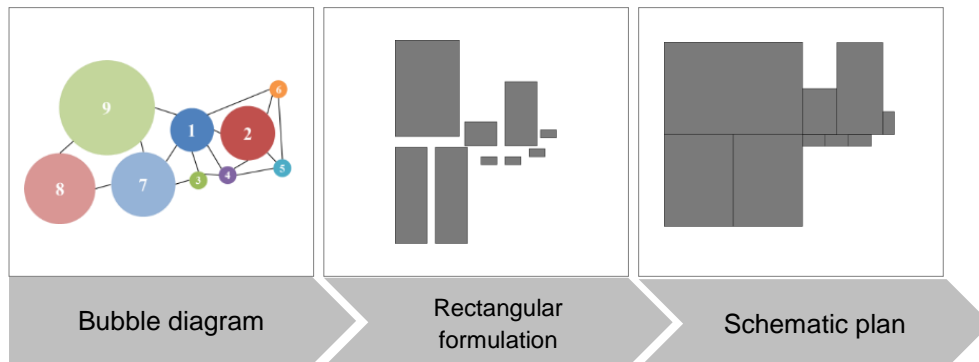 6
9
1
2
5
4
3
7
8
Bubble diagram
Rectangular
formulation
Schematic plan